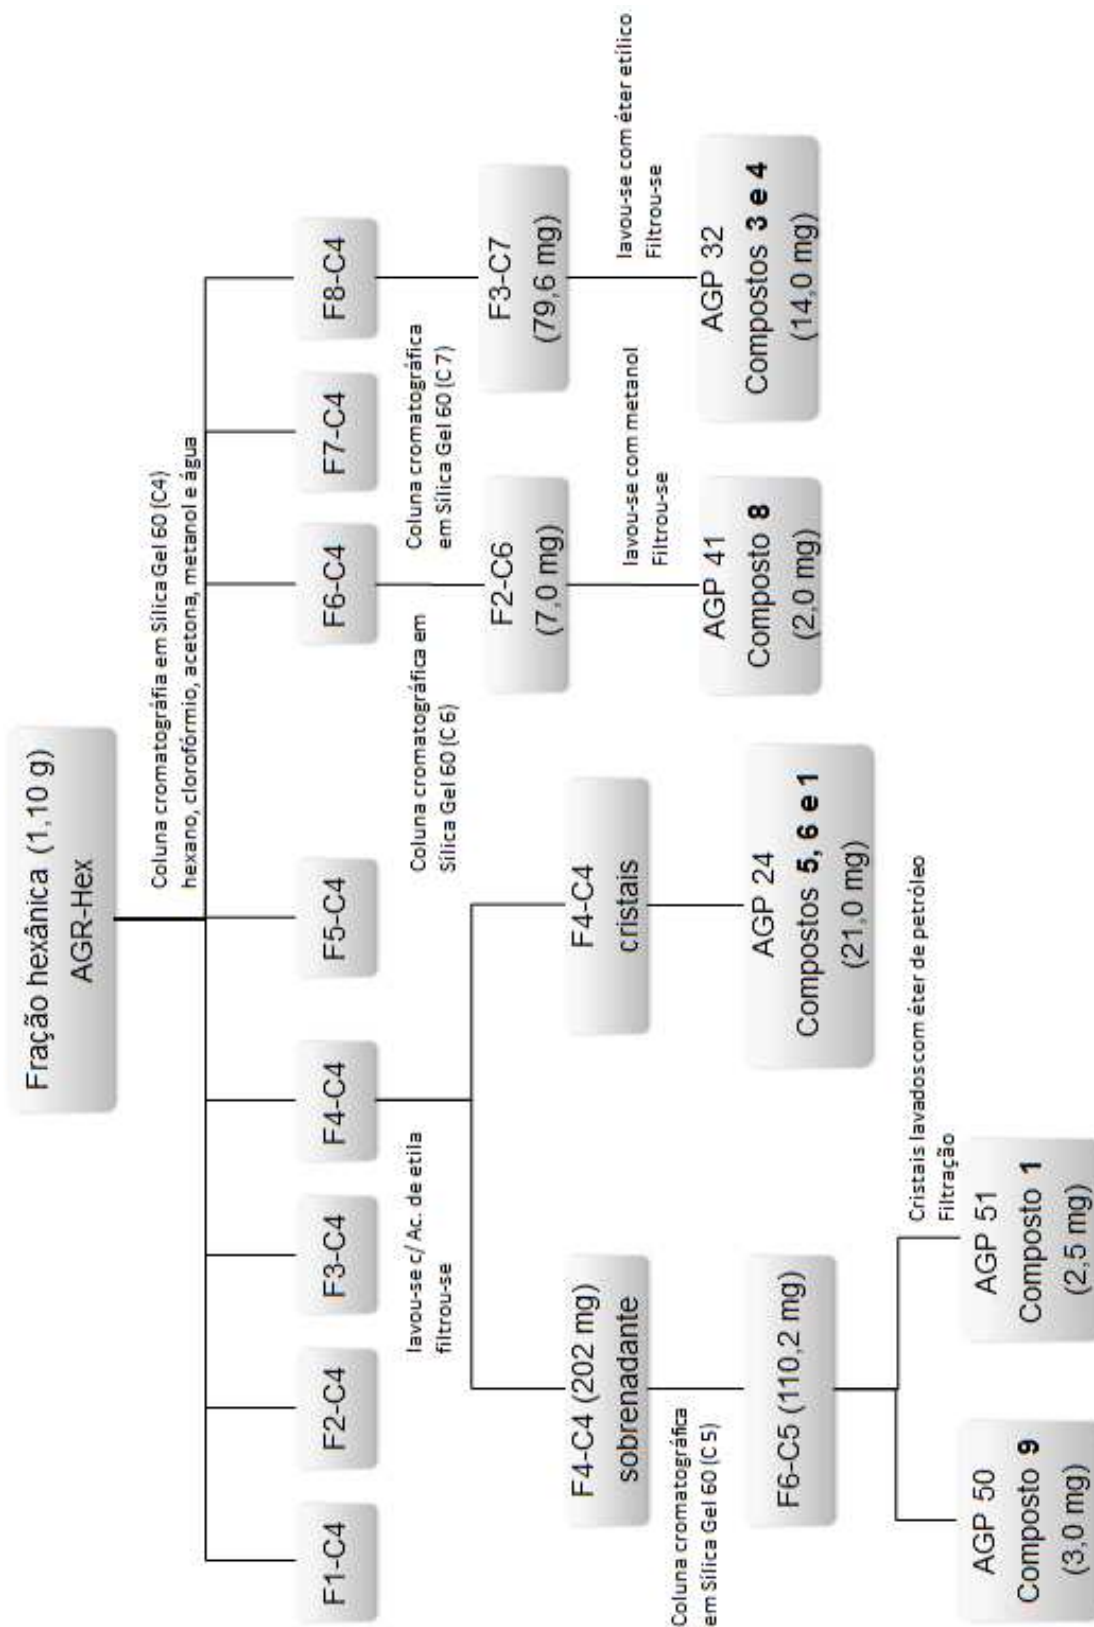 Fração hexânica (1,10 g)
AGR-Hex
Coluna cromatográfia em Sílica Gel 60 (C4)
hexano, clorofórmio, acetona, metanol e água
F1-C4
F2-C4
F3-C4
F4-C4
F5-C4
F6-C4
F7-C4
F8-C4
lavou-se c/ Ac. de etila
filtrou-se
Coluna cromatográfica em
Sílica Gel 60 (C 6)
Coluna cromatográfica
em Sílica Gel 60 (C 7)
F4-C4 (202 mg)
sobrenadante
F4-C4
cristais
F2-C6
(7,0 mg)
F3-C7
(79,6 mg)
Coluna cromatográfica
em Sílica Gel 60 (C 5)
lavou-se com metanol
Filtrou-se
lavou-se com éter etílico
Filtrou-se
F6-C5 (110,2 mg)
AGP 24
Compostos 5, 6 e 1
(21,0 mg)
AGP 41
Composto 8
(2,0 mg)
AGP 32
Compostos 3 e 4
(14,0 mg)
Cristais lavados com éter de petróleo
Filtração
AGP 50
Composto 9
(3,0 mg)
AGP 51
Composto 1
(2,5 mg)